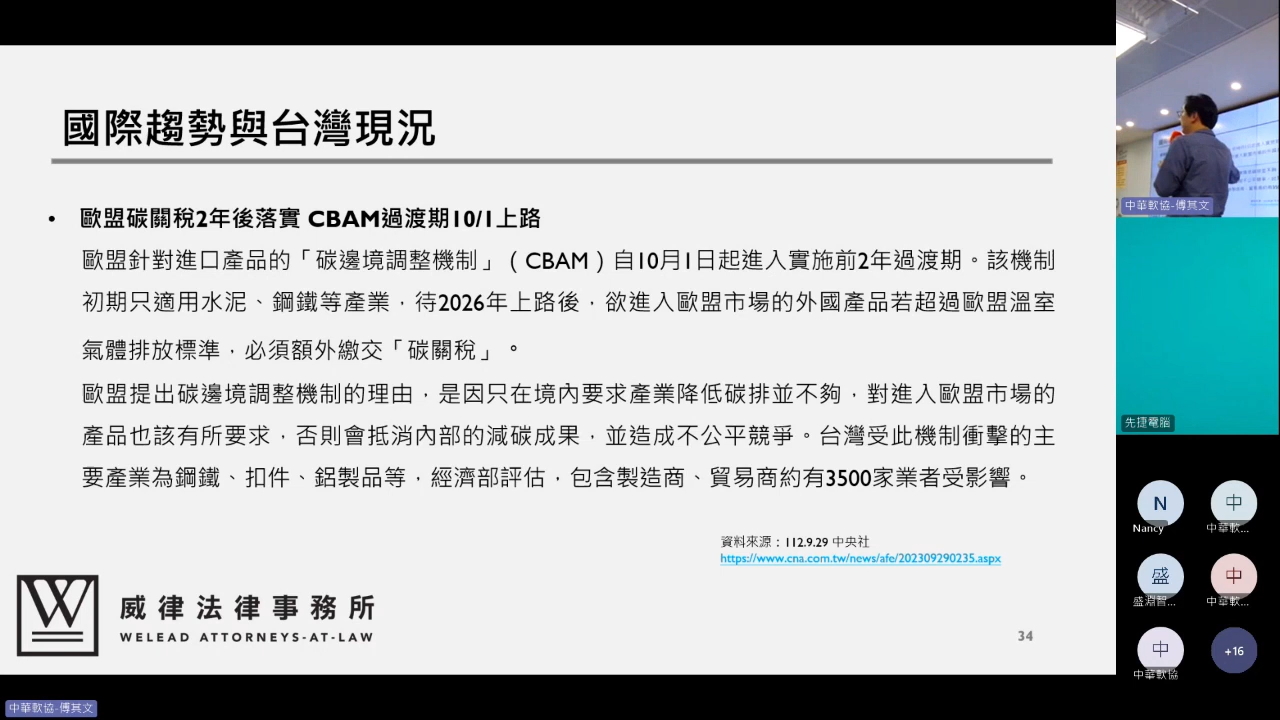 國際趨勢與台灣現況
• 歐盟碳關稅2年後落實 CBAM過渡期10/1上路
歐盟針對進口產品的「碳邊境調整機制」（CBAM）自10月1日起進入實施前2年過渡期。該機制
初期只適用水泥、鋼鐵等產業，待2026年上路後，欲進入歐盟市場的外國產品若超過歐盟溫室
氣體排放標準，必須額外繳交「碳關稅」。
歐盟提出碳邊境調整機制的理由，是因只在境內要求產業降低碳排並不夠，對進入歐盟市場的
產品也該有所要求，否則會抵消內部的減碳成果，並造成不公平競爭。台灣受此機制衝擊的主
要產業為鋼鐵、扣件、鋁製品等，經濟部評估，包含製造商、貿易商約有3500家業者受影響。
資料來源：112.9.29 中央社
https://www.cna.com.tw/news/afe/202309290235.aspx
W
威律法律事務所
WELEAD ATTORNEYS-AT-LAW
34
中華軟協-傅其文
中華軟協-傅其文
先捷電腦
N
Nancy
中
中華軟...
盛
盛淵智...
中
中華軟...
中
中華軟協
+16